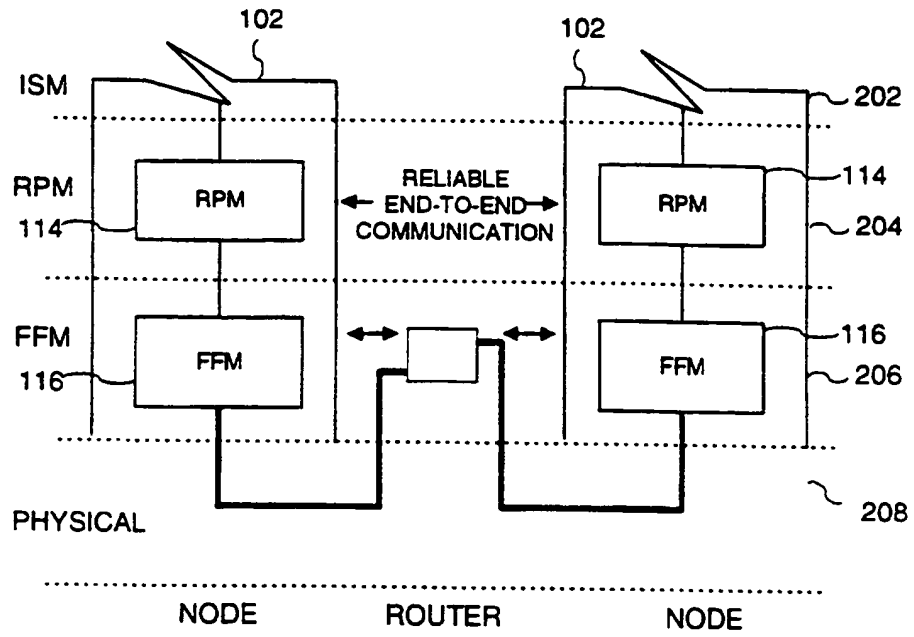 102
102
ISM
202
RPM
RPM
114
RELIABLE
END-TO-END
COMMUNICATION
RPM
114
204
FFM
FFM
116
FFM
116
206
PHYSICAL
208
NODE
ROUTER
NODE